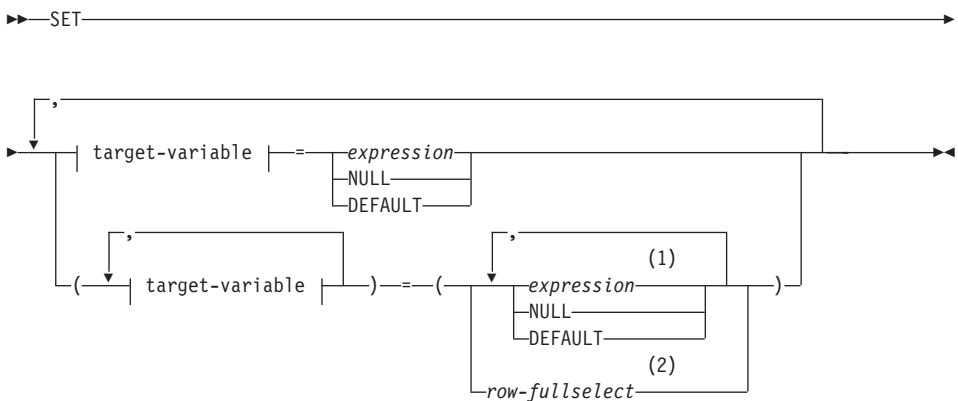 SET
,
target-variable = expression
NULL
DEFAULT
, , (1)
( target-variable ) = ( expression )
NULL
DEFAULT
(2)
row-fullselect